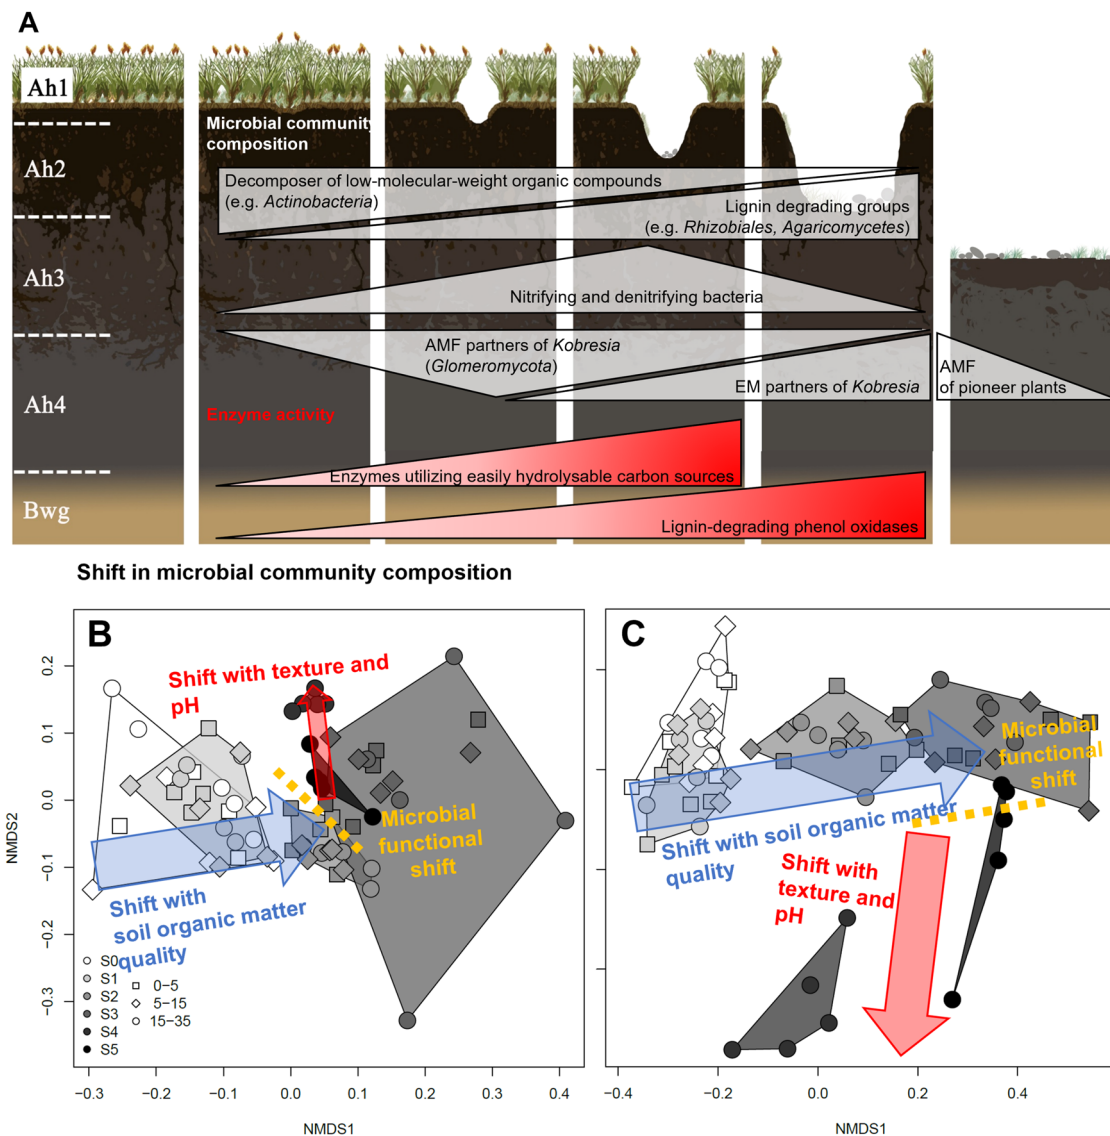 A
Ah1
Microbial community
composition
Ah2
Decomposer of low-molecular-weight organic compounds
(e.g. Actinobacteria)
Lignin degrading groups
(e.g. Rhizobiales, Agaricomycetes)
Ah3
Nitrifying and denitrifying bacteria
AMF partners of Kobresia
(Glomeromycota)
EM partners of Kobresia
AMF
of pioneer plants
Ah4
Enzyme activity
Enzymes utilizing easily hydrolysable carbon sources
Bwg
Lignin-degrading phenol oxidases
Shift in microbial community composition
B
Shift with texture and
pH
Microbial
functional
shift
Shift with
soil organic matter
quality
S0
S1
S2
S3
S4
S5
0−5
5−15
15−35
0.2
0.1
0.0
−0.1
−0.2
−0.3
NMDS2
−0.3
−0.2
−0.1
0.0
0.1
0.2
0.3
0.4
NMDS1
C
Microbial
functional
shift
Shift with soil organic matter
quality
Shift with
texture and
pH
−0.4
−0.2
0.0
0.2
0.4
NMDS1